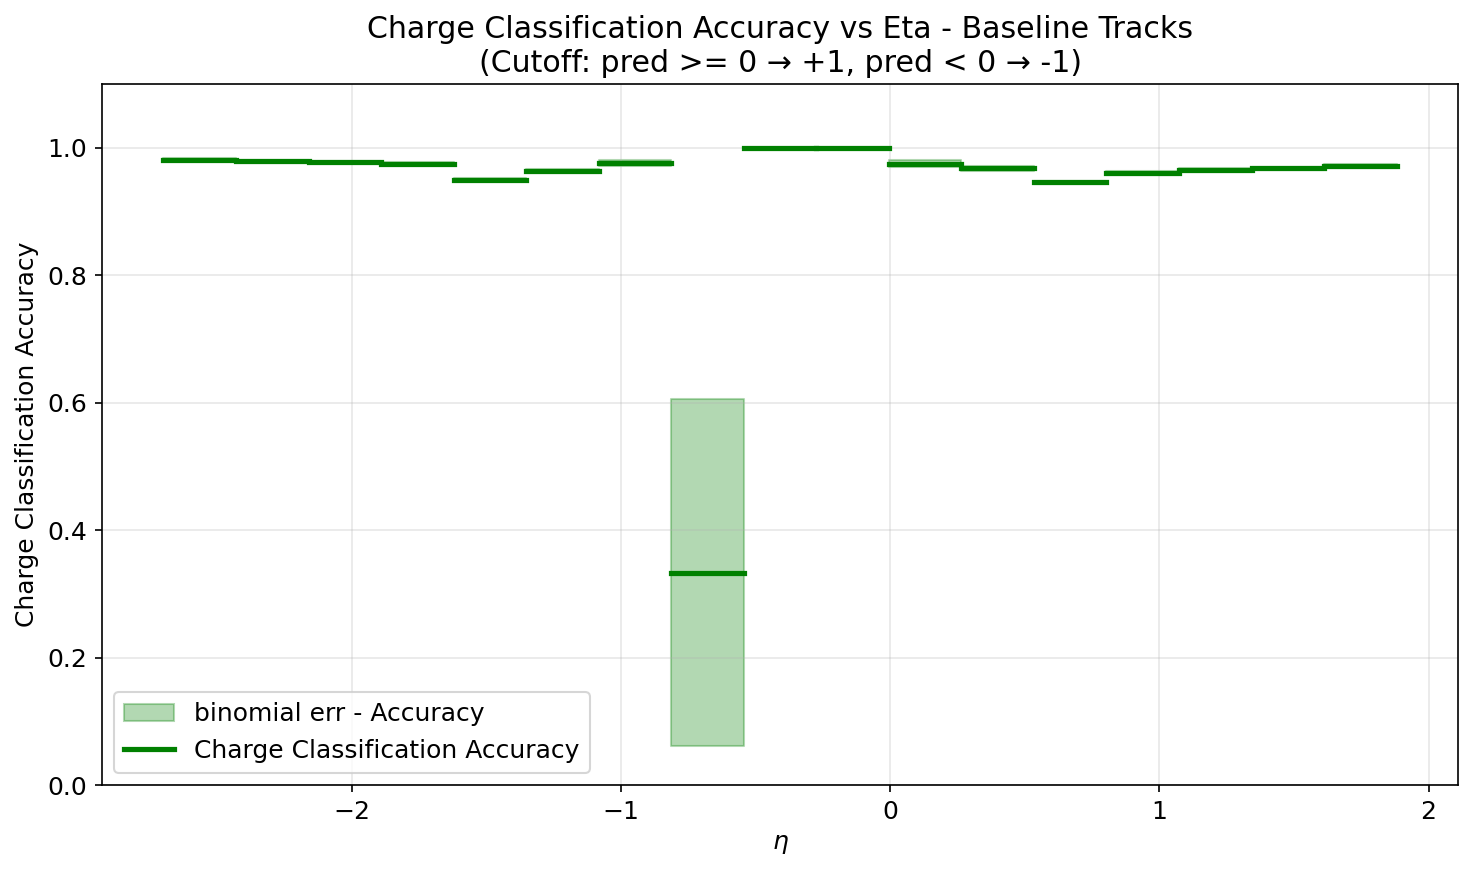 Charge Classification Accuracy vs Eta - Baseline Tracks
(Cutoff: pred >= 0 → +1, pred < 0 → -1)
Charge Classification Accuracy
1.0
0.8
0.6
0.4
0.2
0.0
binomial err - Accuracy
Charge Classification Accuracy
−2
−1
0
1
2
η